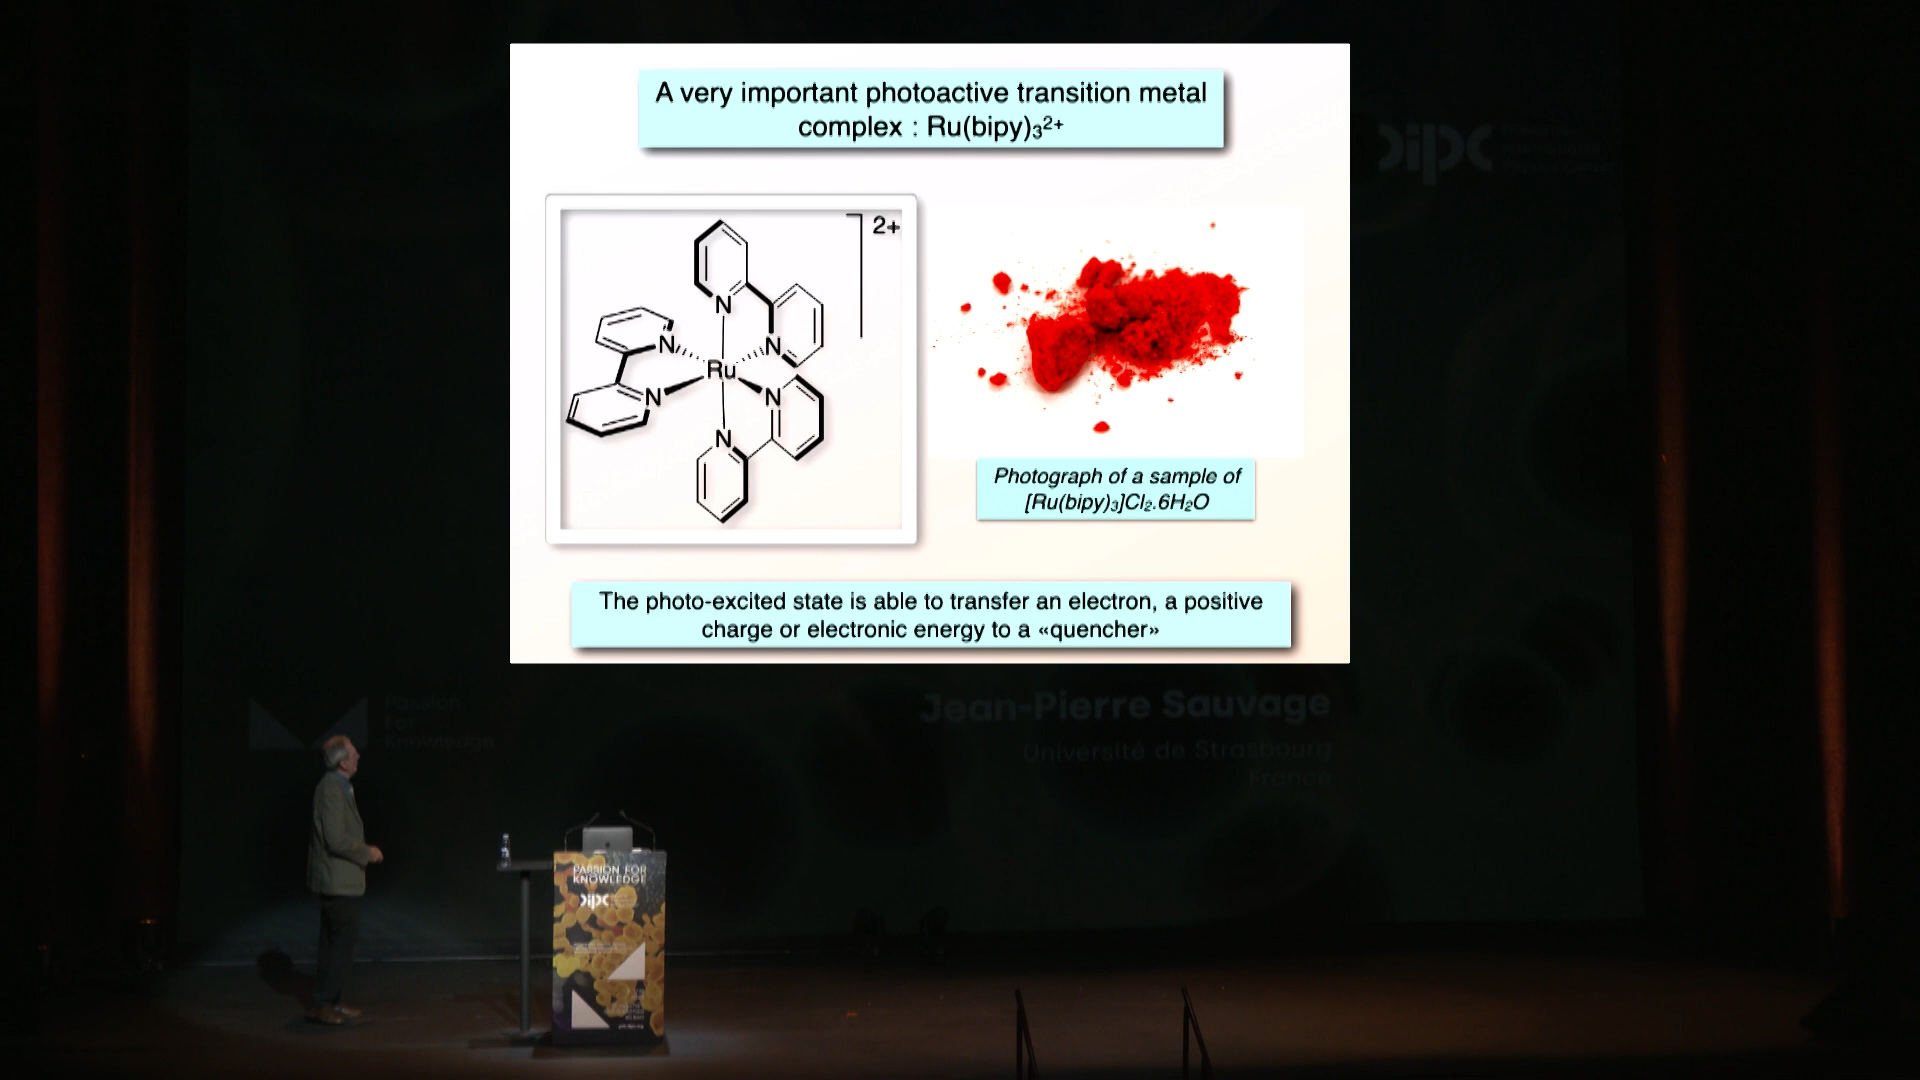 A very important photoactive transition metal
complex : Ru(bipy)₃²⁺
2+
N
N
N
N
N
N
Ru
Photograph of a sample of
[Ru(bipy)₃]Cl₂.6H₂O
The photo-excited state is able to transfer an electron, a positive
charge or electronic energy to a «quencher»
dipc
Passion
For
Knowledge
Jean-Pierre Sauvage
Université de Strasbourg
France
PASSION FOR
KNOWLEDGE
dipc